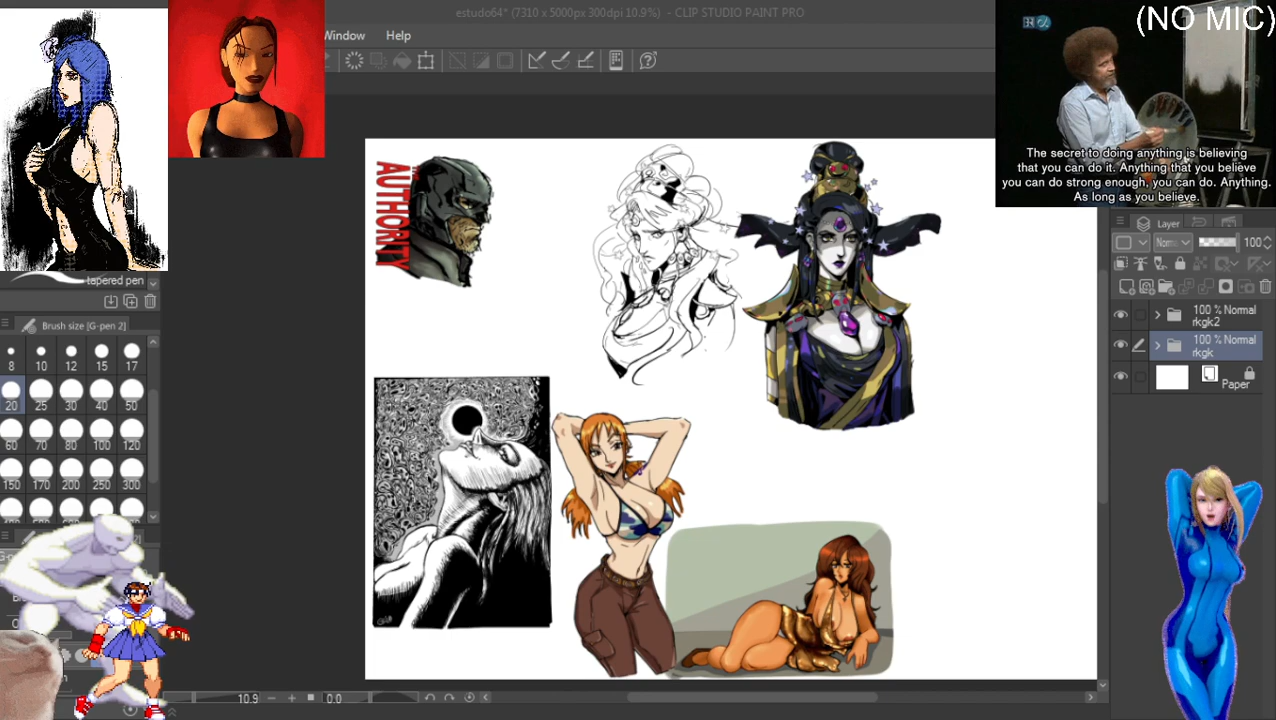 estudo64* (7310 x 5000px 300dpi 10.9%) - CLIP STUDIO PAINT PRO
(NO MIC)
Window Help
The secret to doing anything is believing
that you can do it. Anything that you believe
you can do strong enough, you can do. Anything.
As long as you believe.
THE AUTHORITY
Layer
100
tapered pen
Brush size [G-pen 2]
8 10 12 15 17
20 25 30 40 50
60 70 80 100 120
150 170 200 250 300
100 % Normal
rkgk2
100 % Normal
rkgk
Paper
10.9
0.0